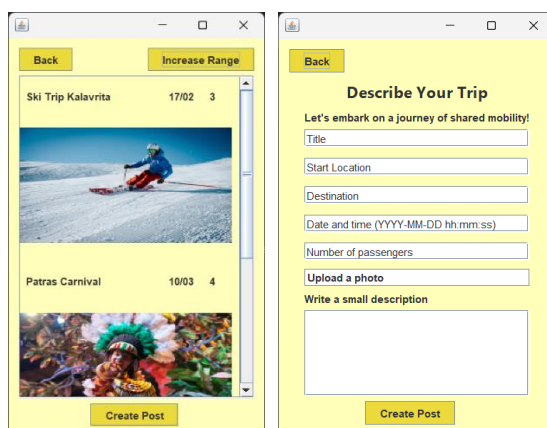 Back Increase Range
Ski Trip Kalavrita 17/02 3
Patras Carnival 10/03 4
Create Post
Back
Describe Your Trip
Let's embark on a journey of shared mobility!
Title
Start Location
Destination
Date and time (YYYY-MM-DD hh:mm:ss)
Number of passengers
Upload a photo
Write a small description
Create Post